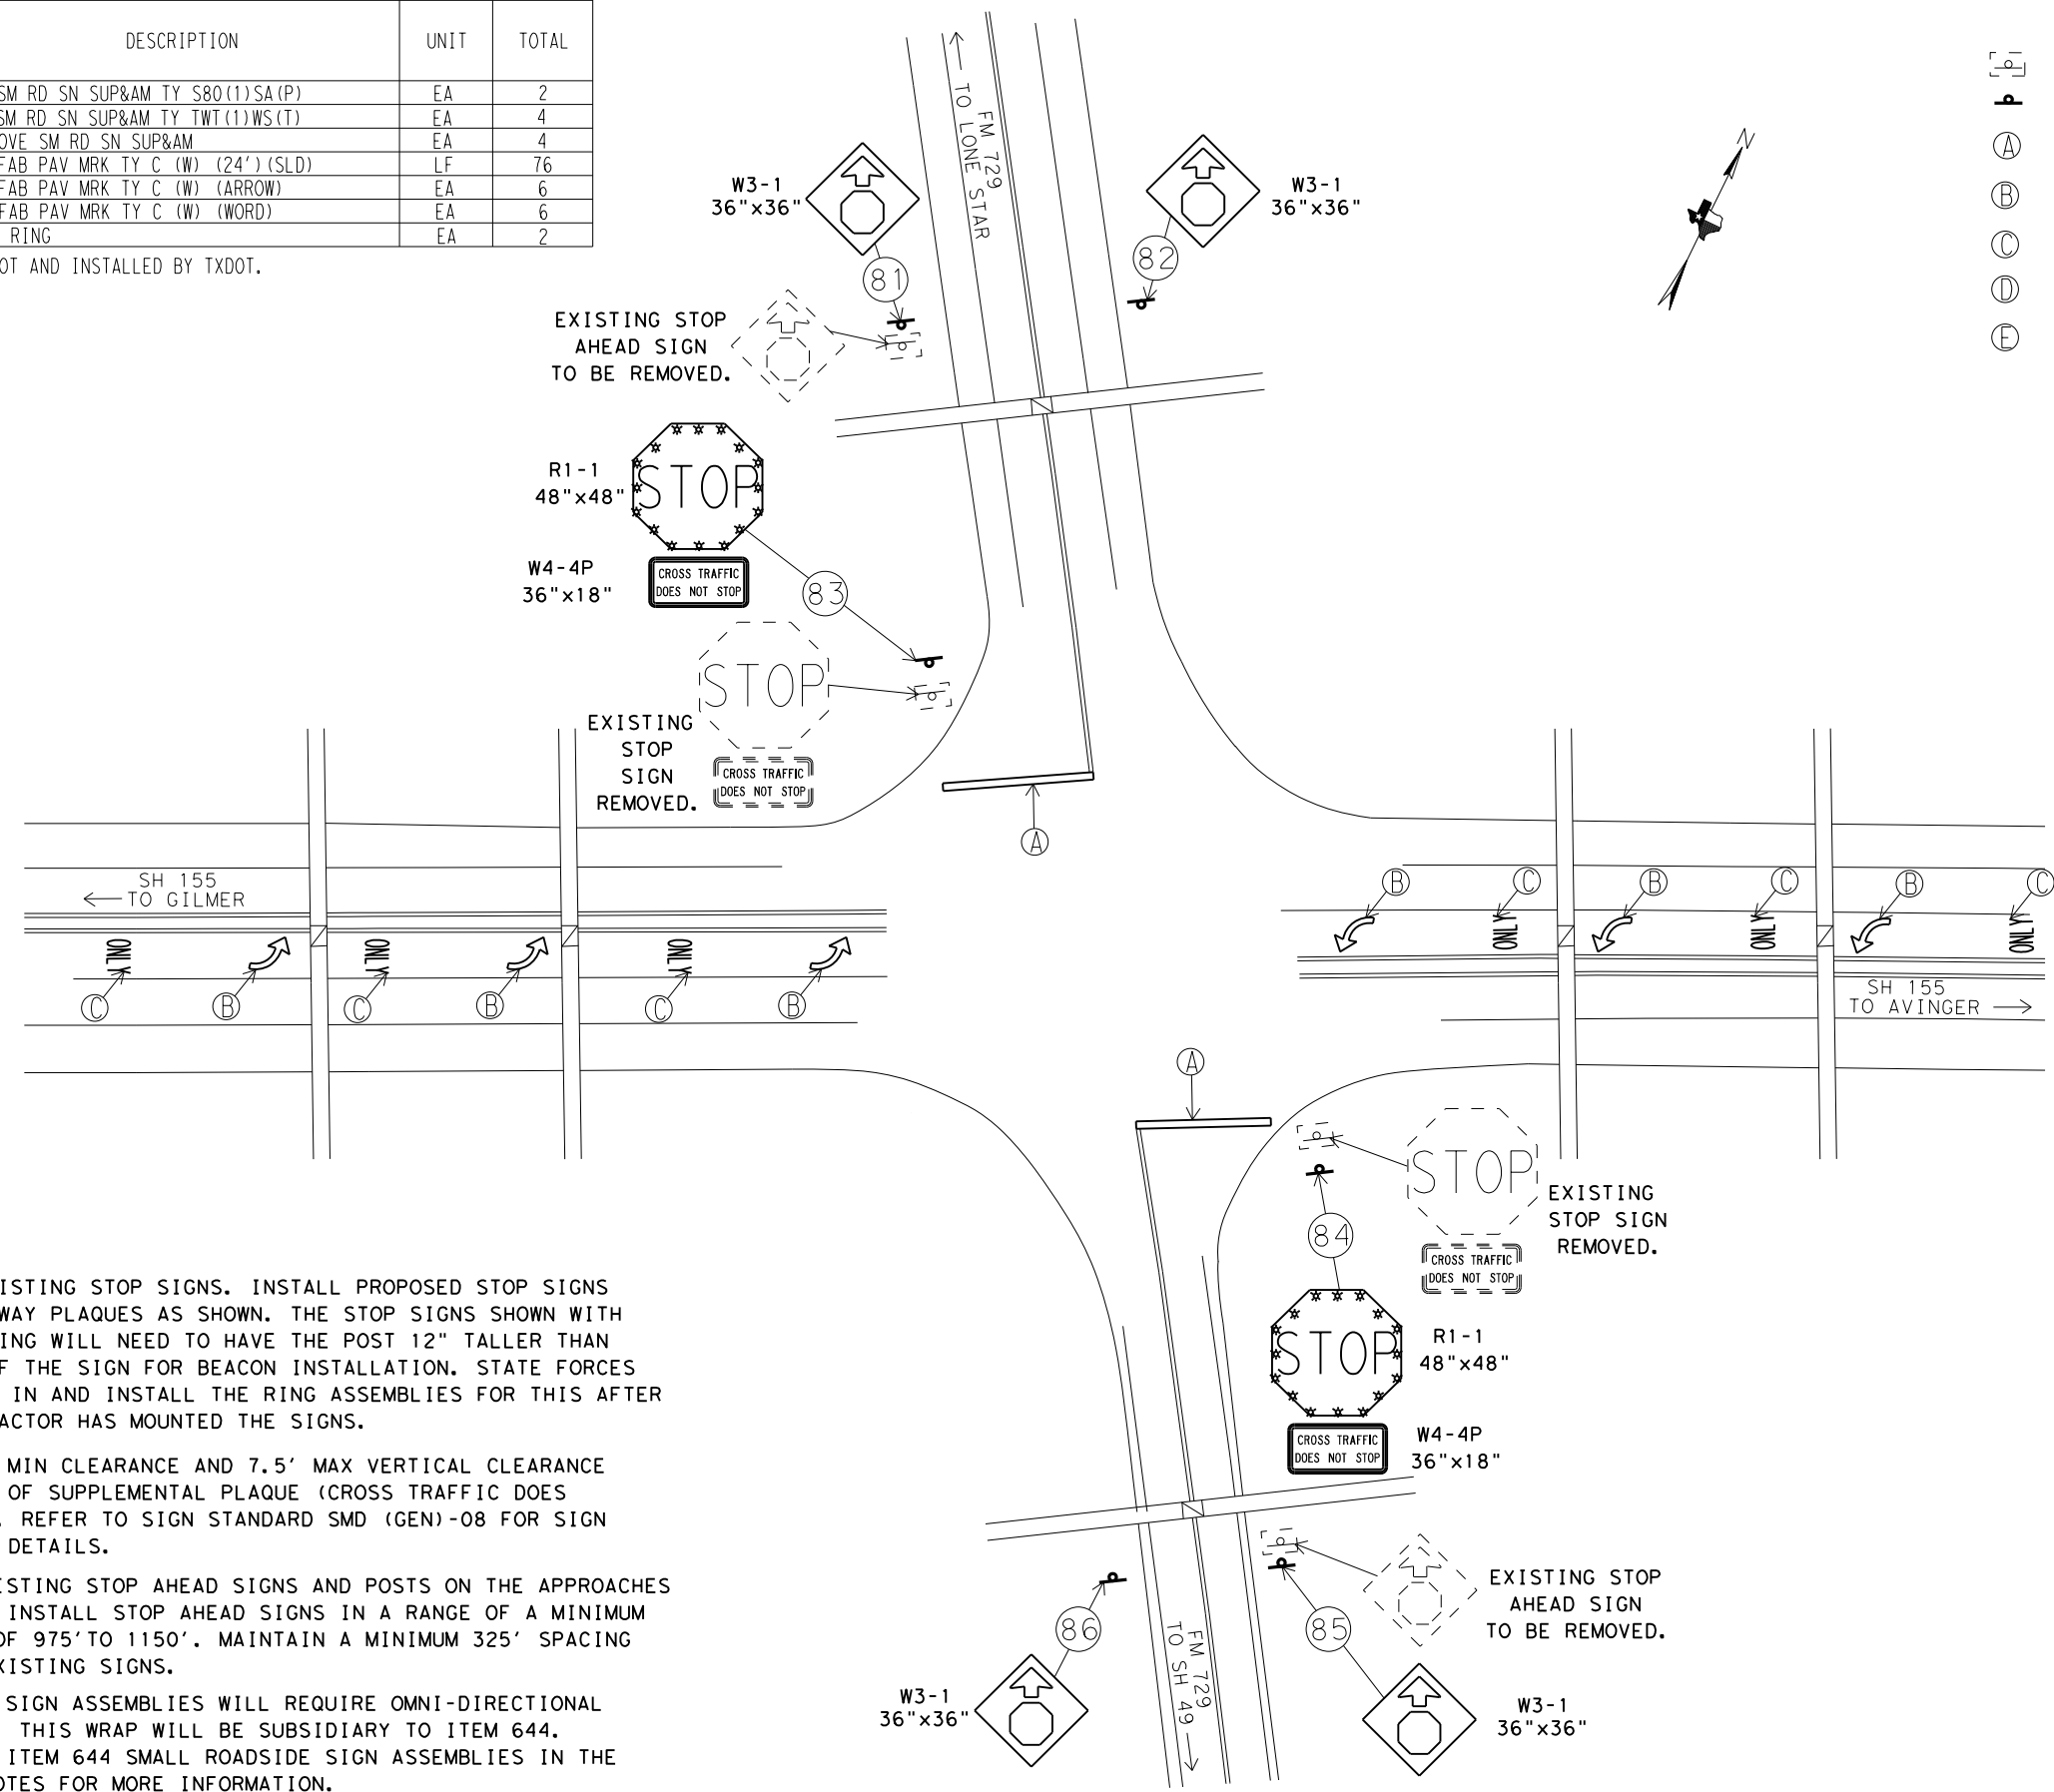 DESCRIPTION UNIT TOTAL
SM RD SN SUP&AM TY S80(1)SA(P) EA 2
SM RD SN SUP&AM TY TWT(1)WS(T) EA 4
OVE SM RD SN SUP&AM EA 4
FAB PAV MRK TY C (W) (24')(SLD) LF 76
FAB PAV MRK TY C (W) (ARROW) EA 6
FAB PAV MRK TY C (W) (WORD) EA 6
RING EA 2
OT AND INSTALLED BY TXDOT.
FM 729
TO LONE STAR
W3-1
36"x36"
81
W3-1
36"x36"
82
N
A
B
C
D
E
EXISTING STOP
AHEAD SIGN
TO BE REMOVED.
R1-1
48"x48"
STOP
W4-4P
36"x18"
CROSS TRAFFIC
DOES NOT STOP
83
STOP
EXISTING
STOP
SIGN
REMOVED.
CROSS TRAFFIC
DOES NOT STOP
A
SH 155
TO GILMER
ONLY
ONLY
ONLY
C
B
C
B
C
B
B
C
B
C
B
C
ONLY
ONLY
ONLY
SH 155
TO AVINGER
A
STOP
EXISTING
STOP SIGN
REMOVED.
CROSS TRAFFIC
DOES NOT STOP
84
STOP
R1-1
48"x48"
CROSS TRAFFIC
DOES NOT STOP
W4-4P
36"x18"
EXISTING STOP
AHEAD SIGN
TO BE REMOVED.
86
85
FM 729
TO SH 49
W3-1
36"x36"
W3-1
36"x36"
ISTING STOP SIGNS. INSTALL PROPOSED STOP SIGNS
WAY PLAQUES AS SHOWN. THE STOP SIGNS SHOWN WITH
ING WILL NEED TO HAVE THE POST 12" TALLER THAN
F THE SIGN FOR BEACON INSTALLATION. STATE FORCES
IN AND INSTALL THE RING ASSEMBLIES FOR THIS AFTER
ACTOR HAS MOUNTED THE SIGNS.
MIN CLEARANCE AND 7.5' MAX VERTICAL CLEARANCE
OF SUPPLEMENTAL PLAQUE (CROSS TRAFFIC DOES
. REFER TO SIGN STANDARD SMD (GEN)-08 FOR SIGN
DETAILS.
ISTING STOP AHEAD SIGNS AND POSTS ON THE APPROACHES
INSTALL STOP AHEAD SIGNS IN A RANGE OF A MINIMUM
OF 975'TO 1150'. MAINTAIN A MINIMUM 325' SPACING
XISTING SIGNS.
SIGN ASSEMBLIES WILL REQUIRE OMNI-DIRECTIONAL
THIS WRAP WILL BE SUBSIDIARY TO ITEM 644.
ITEM 644 SMALL ROADSIDE SIGN ASSEMBLIES IN THE
OTES FOR MORE INFORMATION.